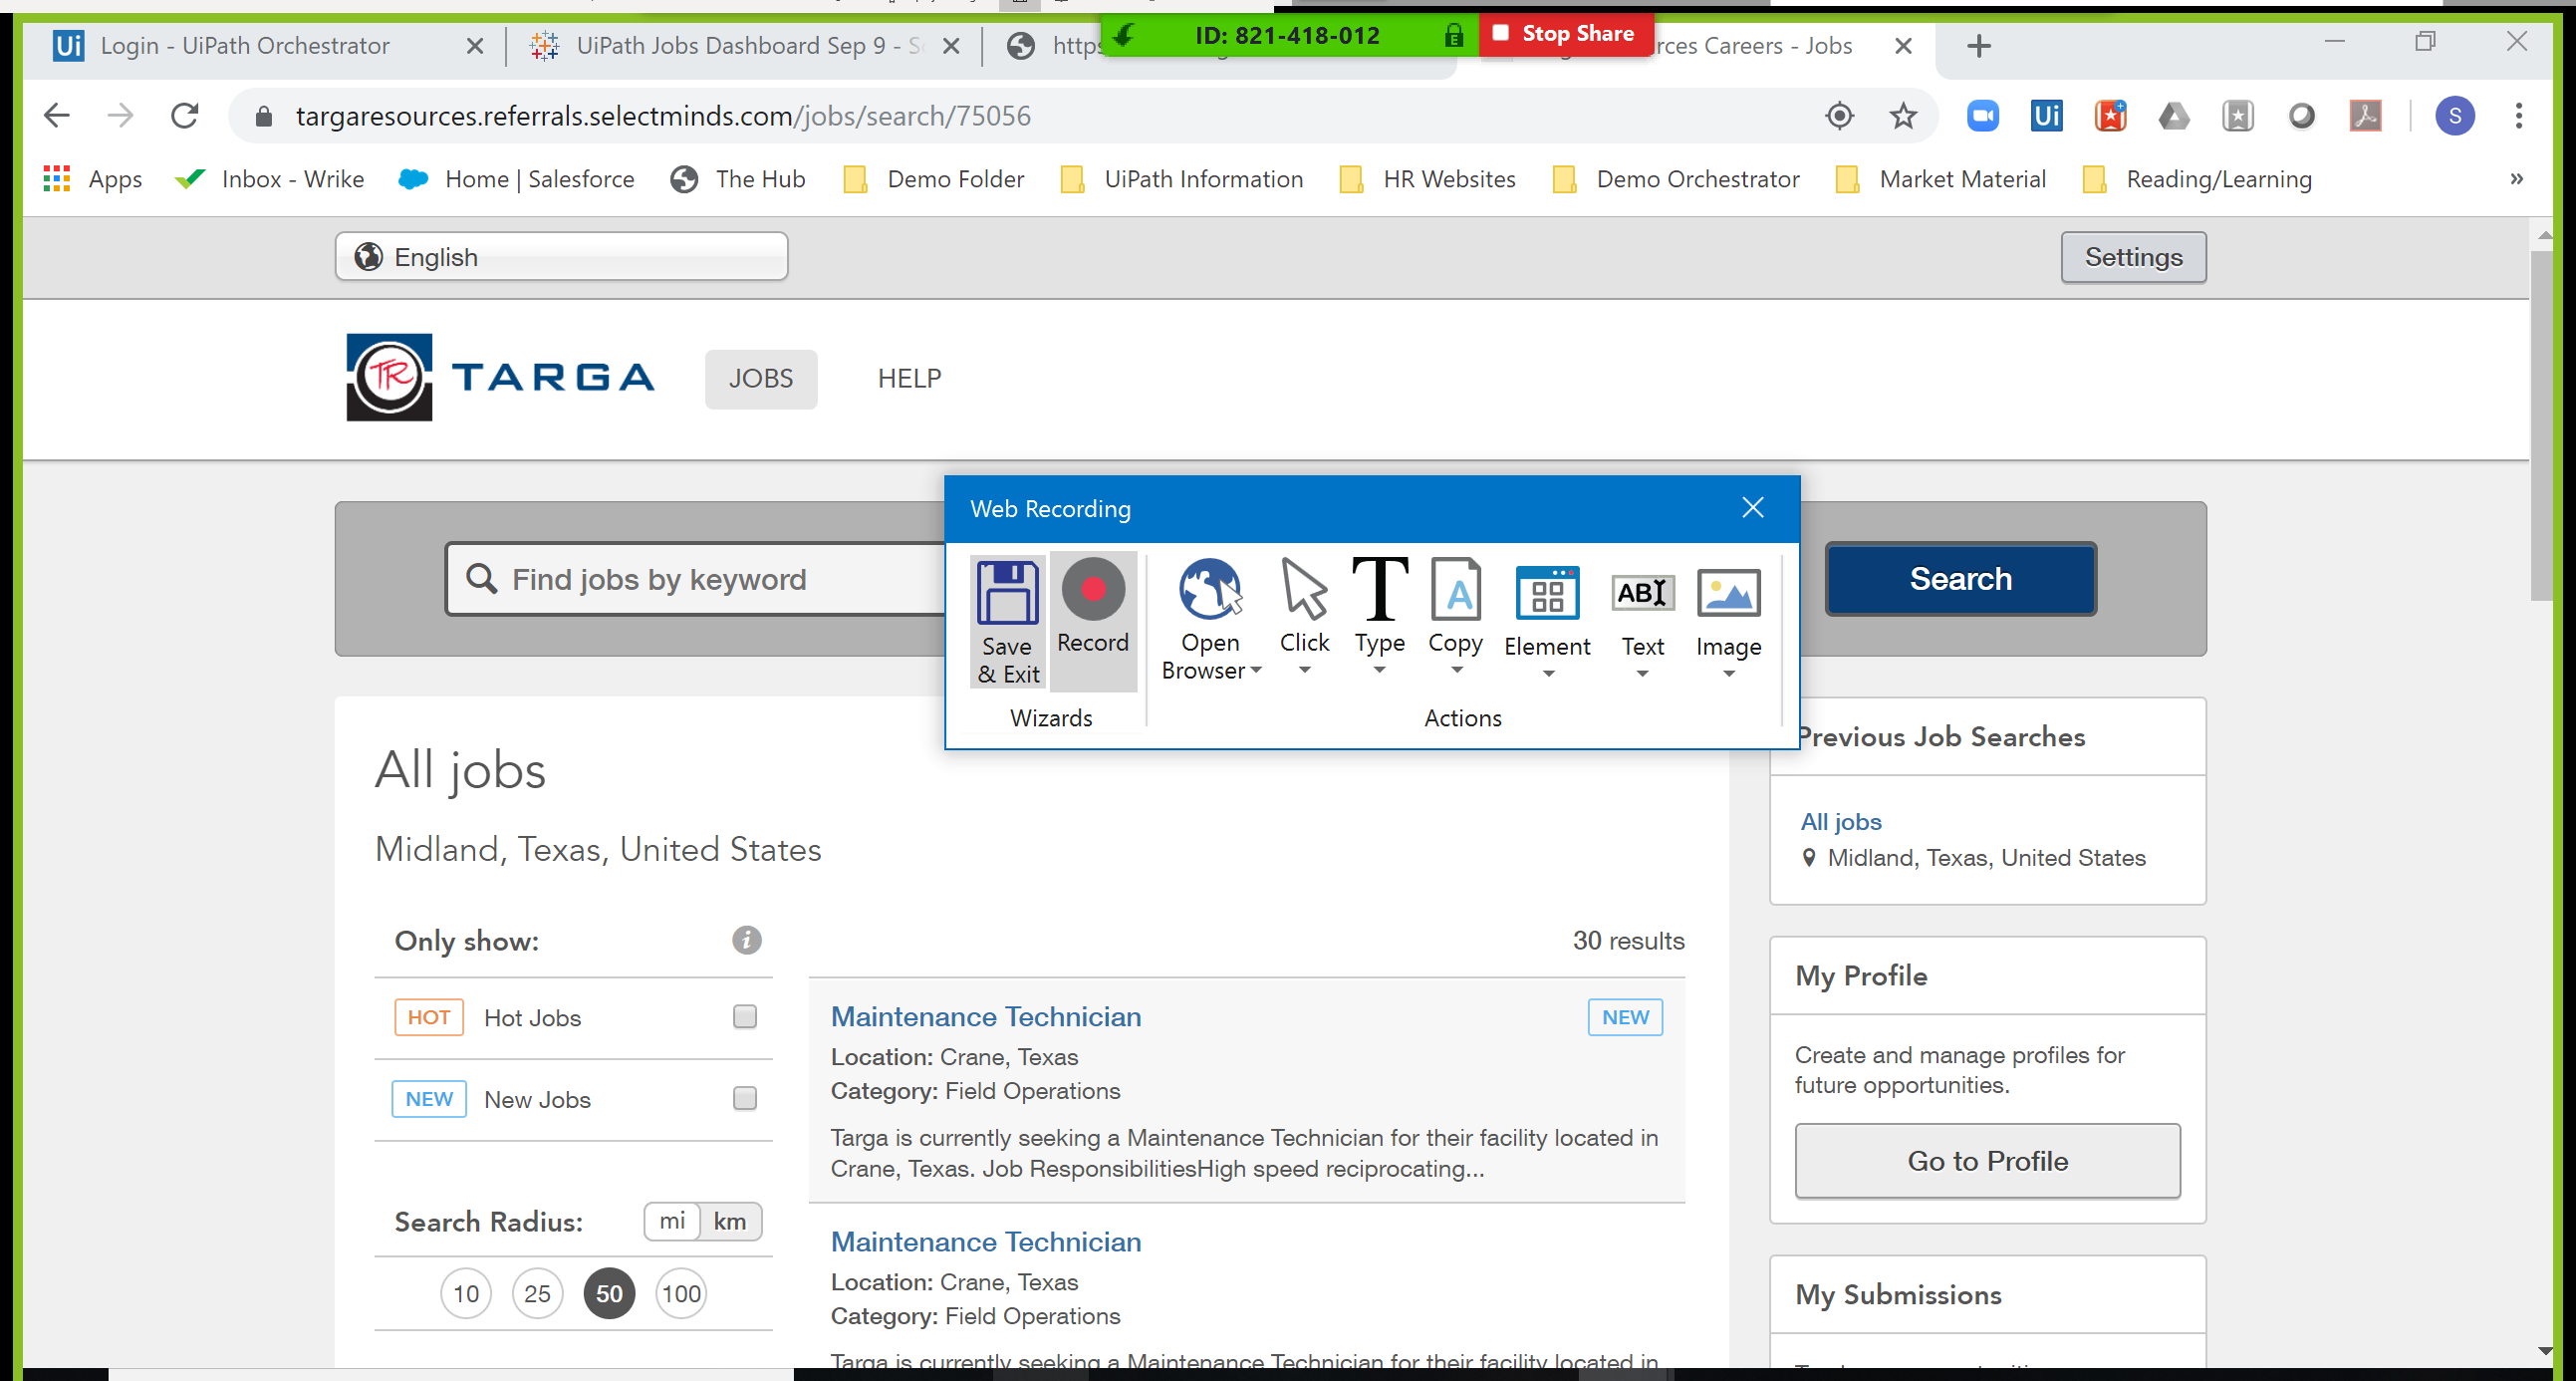 Login - UiPath Orchestrator
UiPath Jobs Dashboard Sep 9 - S
https
ID: 821-418-012
Stop Share
rces Careers - Jobs
targaresources.referrals.selectminds.com/jobs/search/75056
S
Apps
Inbox - Wrike
Home | Salesforce
The Hub
Demo Folder
UiPath Information
HR Websites
Demo Orchestrator
Market Material
Reading/Learning
»
English
Settings
TR TARGA
JOBS
HELP
Find jobs by keyword
Search
Web Recording
Save & Exit
Record
Open Browser
Click
Type
Copy
Element
Text
Image
Wizards
Actions
All jobs
Midland, Texas, United States
Only show:
HOT Hot Jobs
NEW New Jobs
Search Radius:
mi km
10 25 50 100
30 results
Maintenance Technician
NEW
Location: Crane, Texas
Category: Field Operations
Targa is currently seeking a Maintenance Technician for their facility located in
Crane, Texas. Job ResponsibilitiesHigh speed reciprocating...
Maintenance Technician
Location: Crane, Texas
Category: Field Operations
Targa is currently seeking a Maintenance Technician for their facility located in
Previous Job Searches
All jobs
Midland, Texas, United States
My Profile
Create and manage profiles for
future opportunities.
Go to Profile
My Submissions